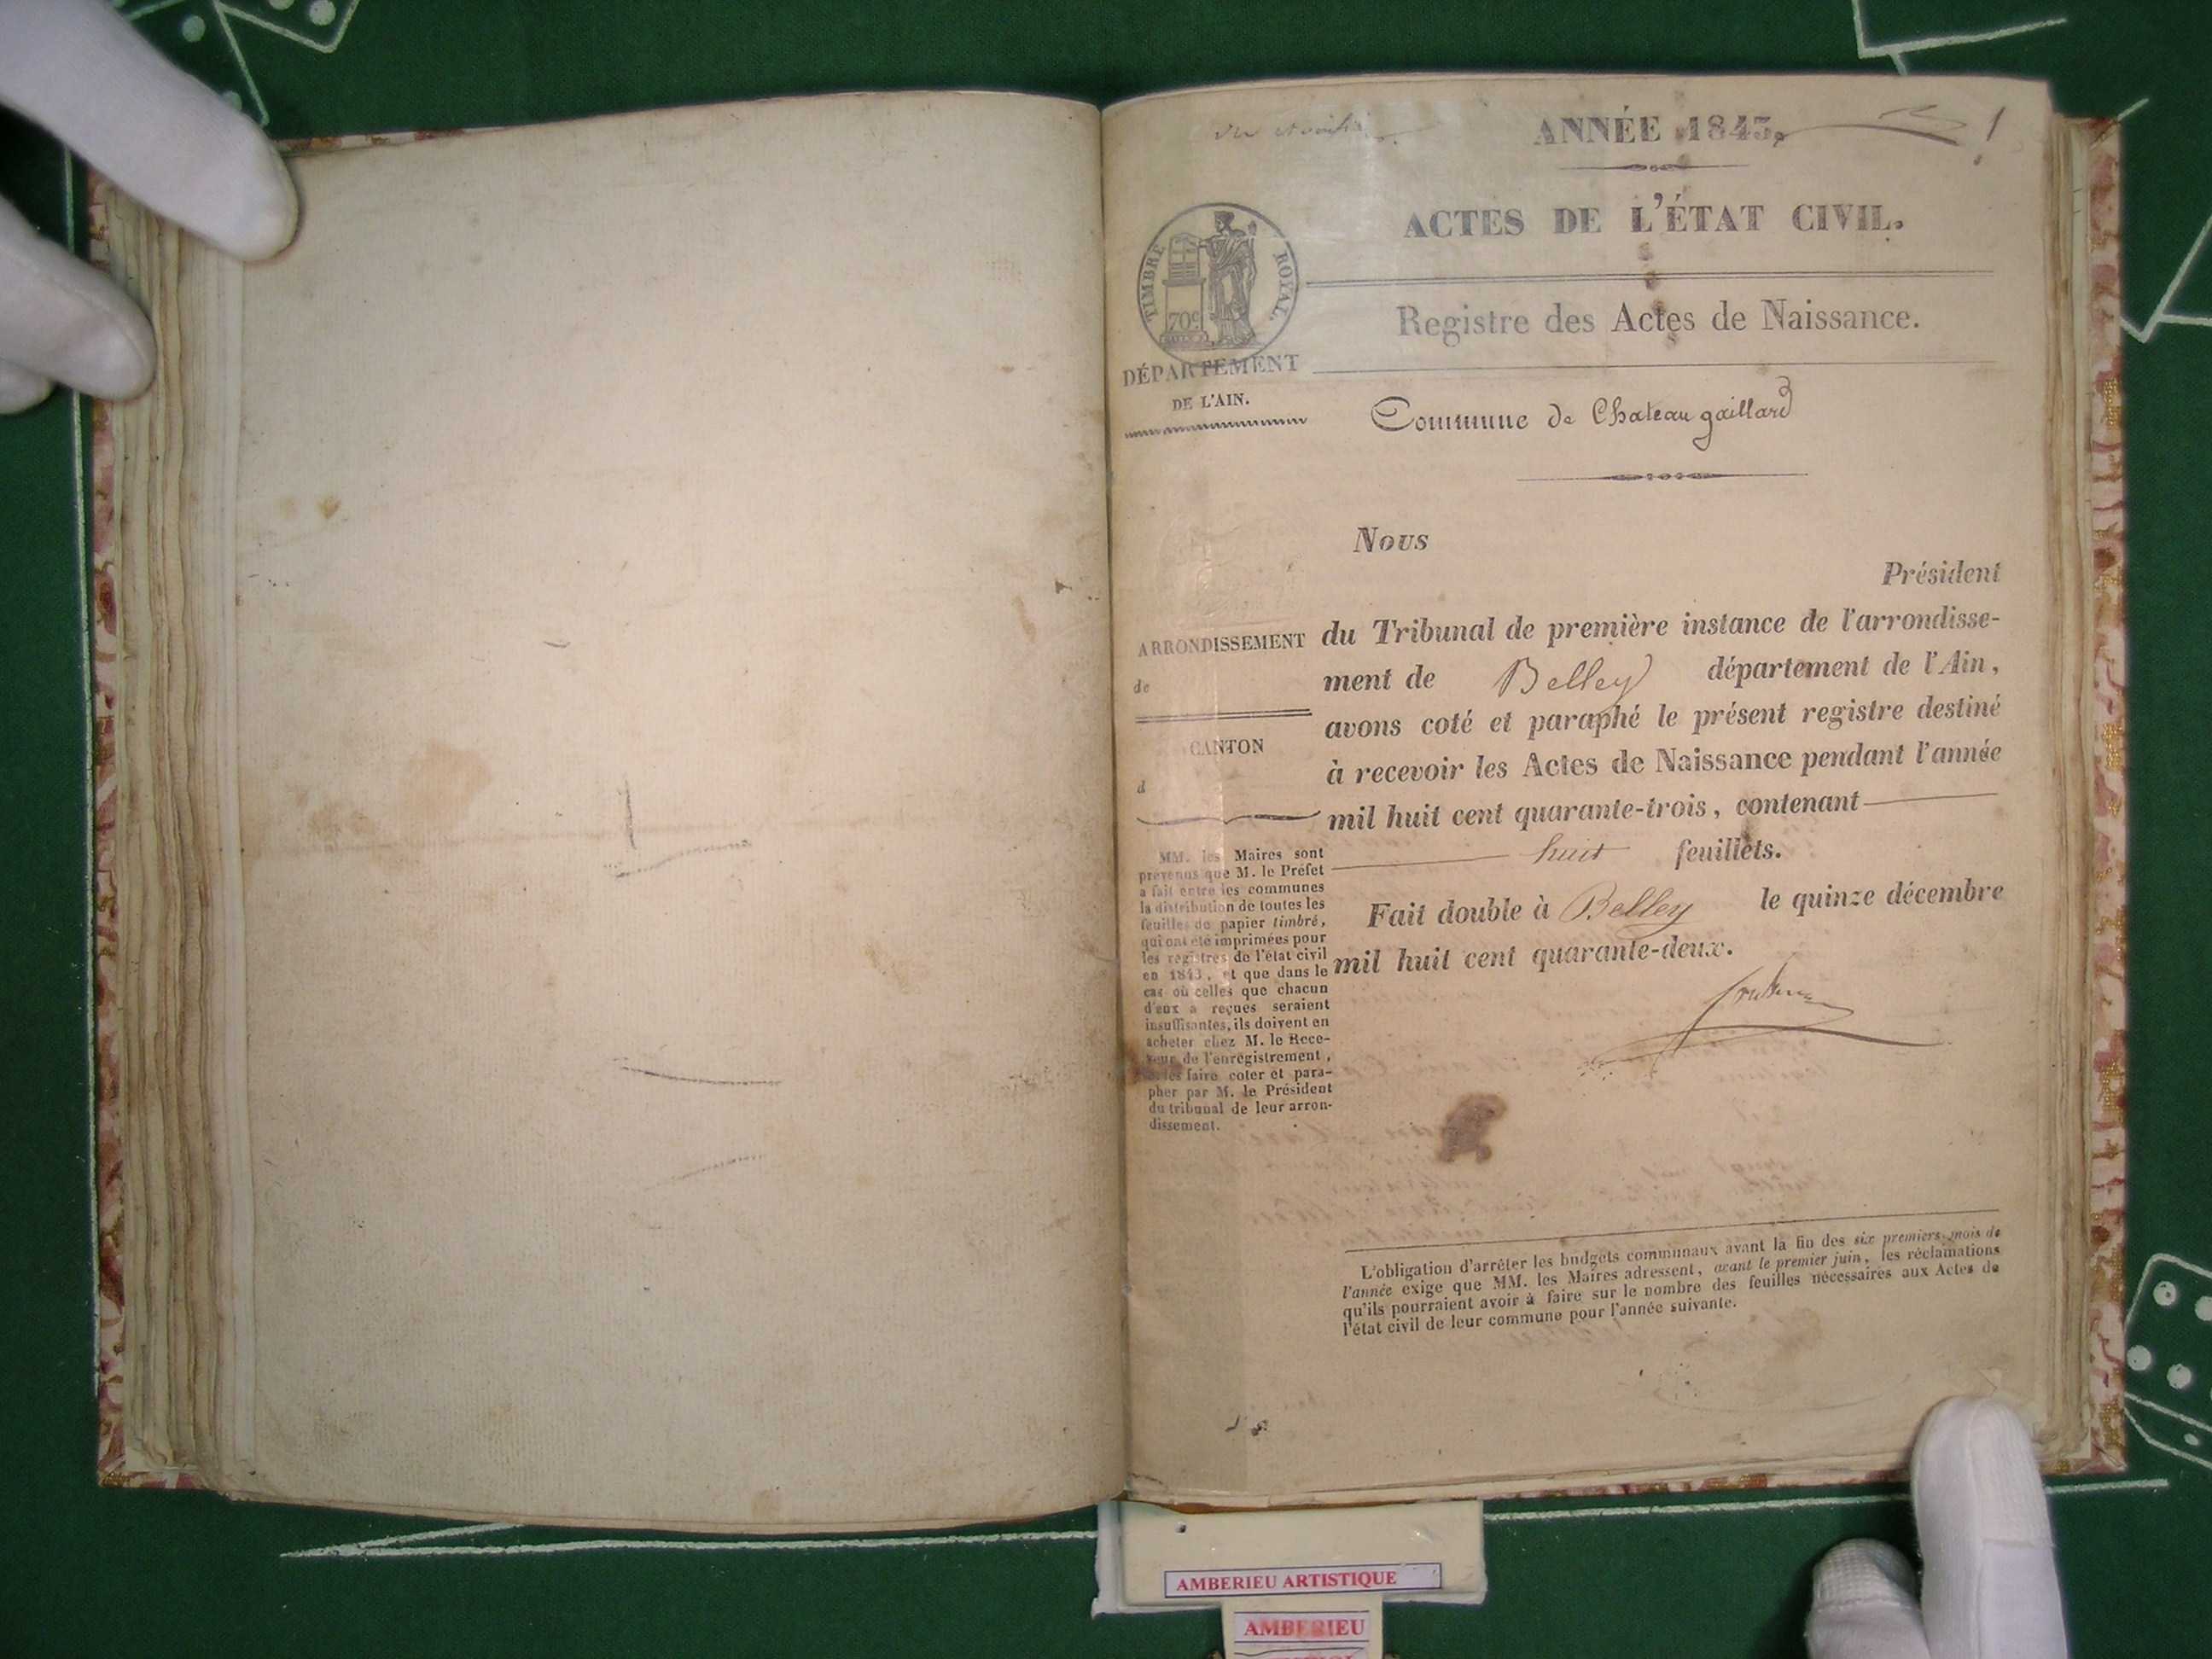 ANNÉE 1843.
ACTES DE L'ÉTAT CIVIL.
TIMBRE ROYAL.
70c
Registre des Actes de Naissance.
DÉPARTEMENT
DE L'AIN.
Commune de Chateau gaillard
Nous
Président
ARRONDISSEMENT
de
CANTON
d
du Tribunal de première instance de l'arrondisse-
ment de Belley département de l'Ain,
avons coté et paraphé le présent registre destiné
à recevoir les Actes de Naissance pendant l'année
mil huit cent quarante-trois, contenant
huit feuillets.
Fait double à Belley le quinze décembre
mil huit cent quarante-deux.
MM. les Maires sont
prévenus que M. le Préfet
a fait entre les communes
la distribution de toutes les
feuilles de papier timbré,
qui ont été imprimées pour
les registres de l'état civil
en 1843, et que dans le
cas où celles que chacun
d'eux a reçues seraient
insuffisantes, ils doivent en
acheter chez M. le Rece-
veur de l'enregistrement,
les faire coter et para-
pher par M. le Président
du tribunal de leur arron-
dissement.
L'obligation d'arrêter les budgets communaux avant la fin des six premiers mois de
l'année exige que MM. les Maires adressent, avant le premier juin, les réclamations
qu'ils pourraient avoir à faire sur le nombre des feuilles nécessaires aux Actes de
l'état civil de leur commune pour l'année suivante.
AMBERIEU ARTISTIQUE
AMBERIEU